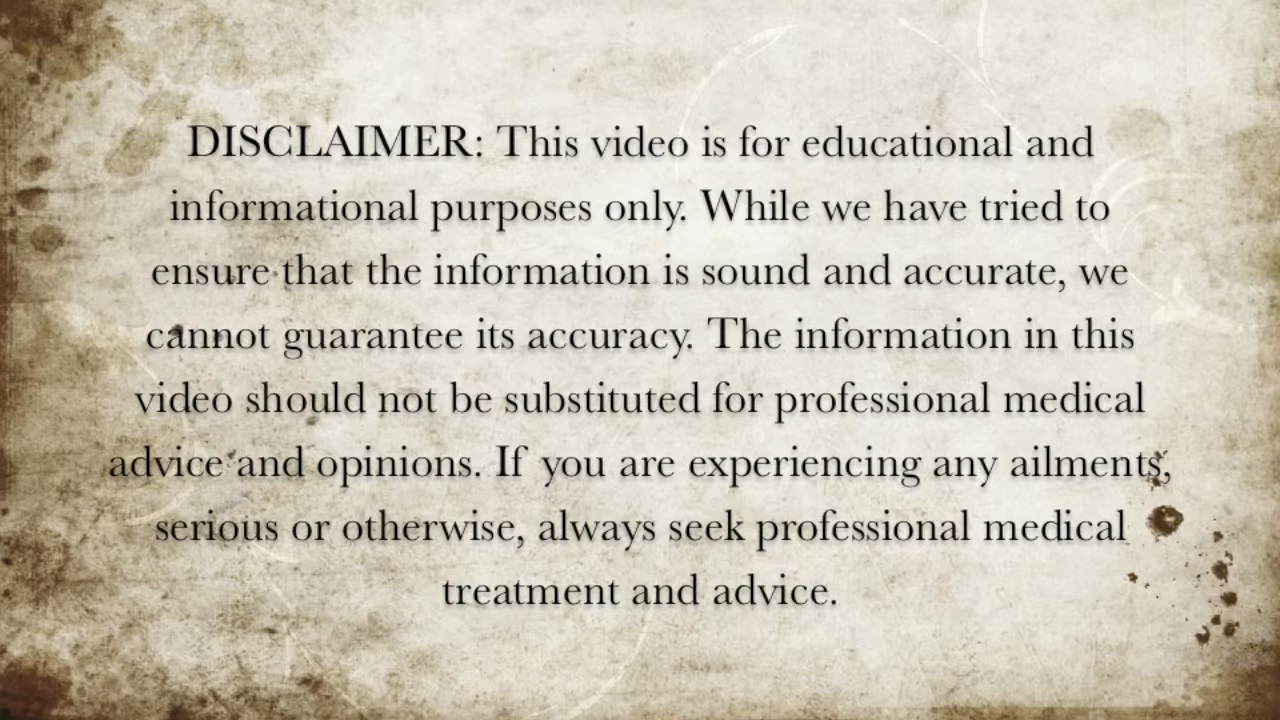 DISCLAIMER: This video is for educational and
informational purposes only. While we have tried to
ensure that the information is sound and accurate, we
cannot guarantee its accuracy. The information in this
video should not be substituted for professional medical
advice and opinions. If you are experiencing any ailments,
serious or otherwise, always seek professional medical
treatment and advice.